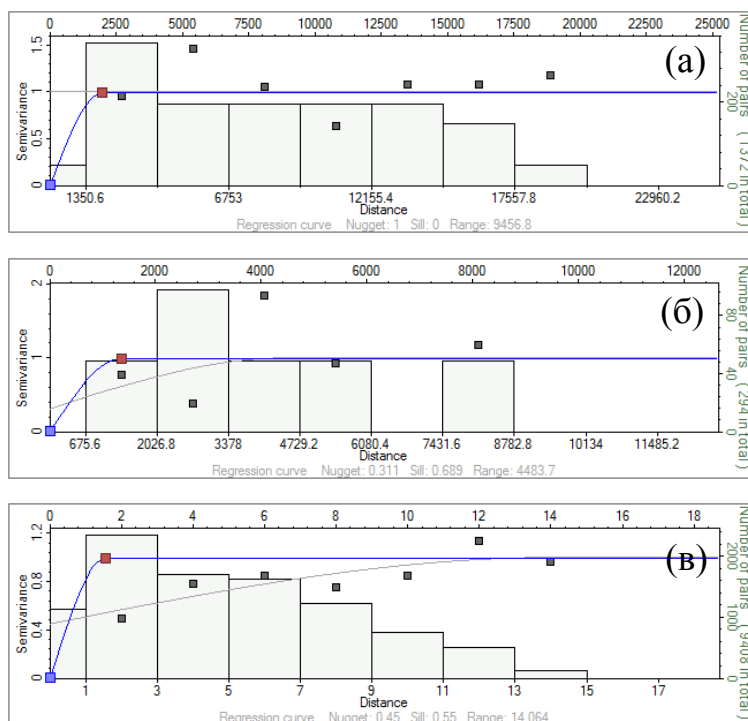 0 2500 5000 7500 10000 12500 15000 17500 20000 22500 25000
(а)
Semivariance
0 0.5 1 1.5
Number of pairs (1372 in total)
0 200
1350.6 6753 12155.4 17557.8 22960.2
Distance
Regression curve Nugget: 1 Sill: 0 Range: 9456.8
0 2000 4000 6000 8000 10000 12000
(б)
Semivariance
0 1 2
Number of pairs (294 in total)
0 40 80
675.6 2026.8 3378 4729.2 6080.4 7431.6 8782.8 10134 11485.2
Distance
Regression curve Nugget: 0.311 Sill: 0.689 Range: 4483.7
0 2 4 6 8 10 12 14 16 18
(в)
Semivariance
0 0.4 0.8 1.2
Number of pairs (9408 in total)
0 1000 2000
1 3 5 7 9 11 13 15 17
Distance
Regression curve Nugget: 0.45 Sill: 0.55 Range: 14.064